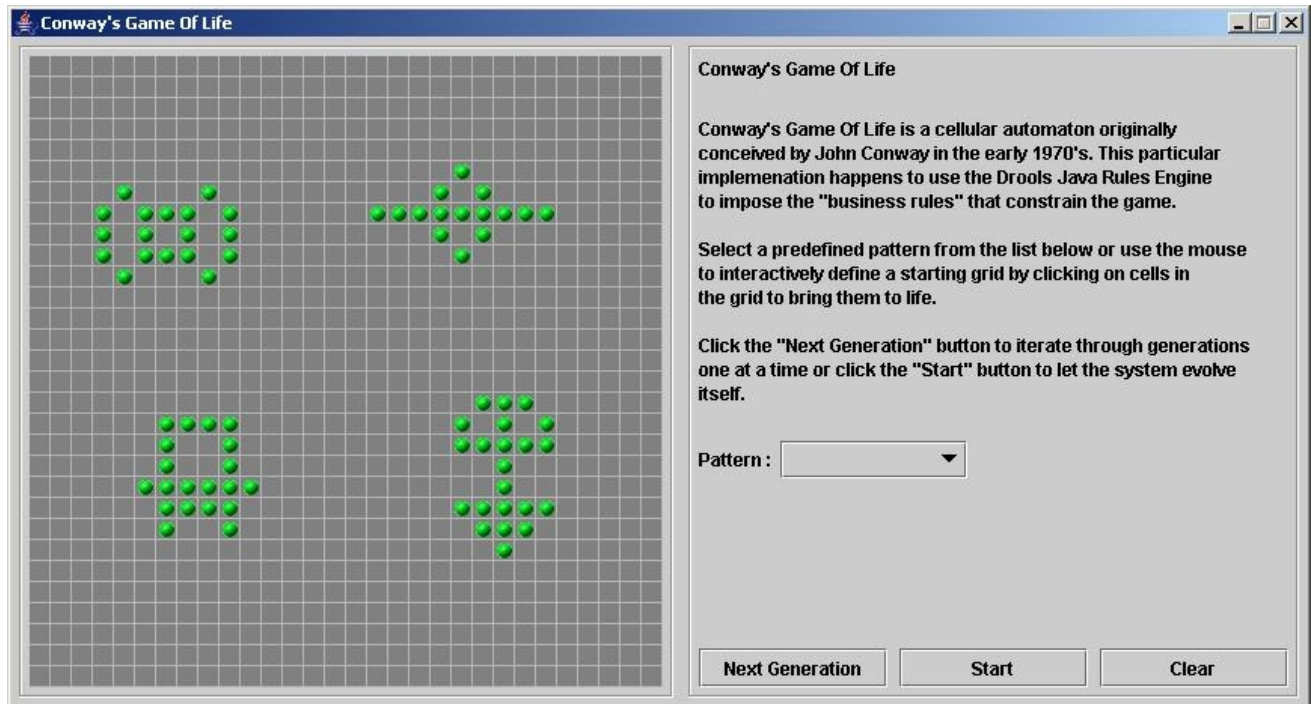 Conway's Game Of Life
Conway's Game Of Life
Conway's Game Of Life is a cellular automaton originally
conceived by John Conway in the early 1970's. This particular
implemenation happens to use the Drools Java Rules Engine
to impose the "business rules" that constrain the game.
Select a predefined pattern from the list below or use the mouse
to interactively define a starting grid by clicking on cells in
the grid to bring them to life.
Click the "Next Generation" button to iterate through generations
one at a time or click the "Start" button to let the system evolve
itself.
Pattern :
Next Generation Start Clear